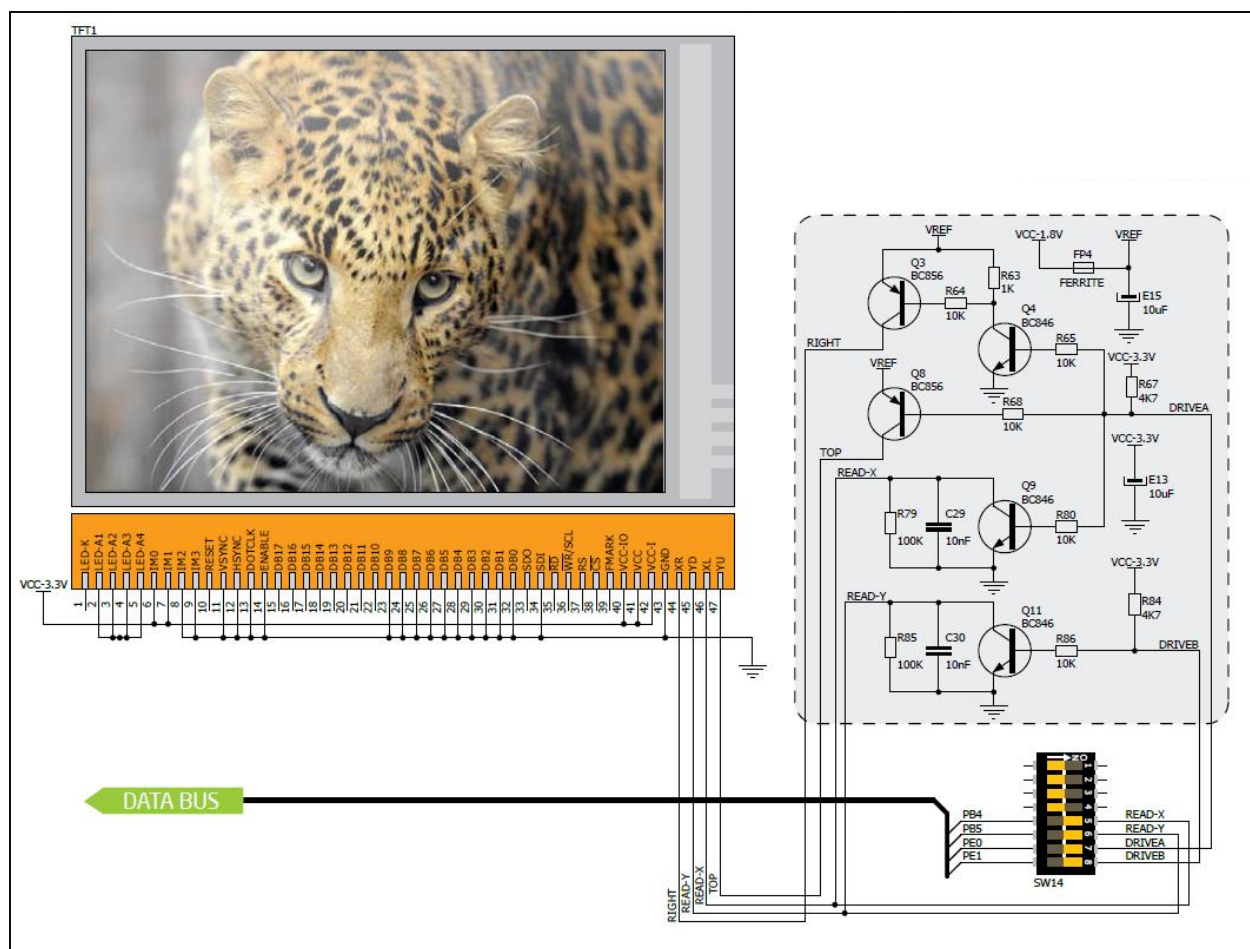 TFT1
VCC-3.3V
LED-K
LED-A1
LED-A2
LED-A3
LED-A4
IM0
IM1
IM2
IM3
RESET
VSYNC
HSYNC
DOTCLK
ENABLE
DB17
DB16
DB15
DB14
DB13
DB12
DB11
DB10
DB9
DB8
DB7
DB6
DB5
DB4
DB3
DB2
DB1
DB0
SDO
SDI
RD
WR/SCL
RS
CS
FMARK
VCC-IO
VCC
VCC-I
GND
XR
YD
XL
YU
1 2 3 4 5 6 7 8 9 10 11 12 13 14 15 16 17 18 19 20 21 22 23 24 25 26 27 28 29 30 31 32 33 34 35 36 37 38 39 40 41 42 43 44 45 46 47
VREF
Q3
BC856
R64
10K
R63
1K
Q4
BC846
R65
10K
VCC-1.8V
FP4
FERRITE
VREF
E15
10uF
RIGHT
VREF
Q8
BC856
R68
10K
VCC-3.3V
R67
4K7
DRIVEA
TOP
READ-X
R79
100K
C29
10nF
Q9
BC846
R80
10K
VCC-3.3V
E13
10uF
READ-Y
R85
100K
C30
10nF
Q11
BC846
R86
10K
VCC-3.3V
R84
4K7
DRIVEB
DATA BUS
RIGHT
READ-Y
READ-X
TOP
PB4
PB5
PE0
PE1
ON
1
2
3
4
5
6
7
8
READ-X
READ-Y
DRIVEA
DRIVEB
SW14